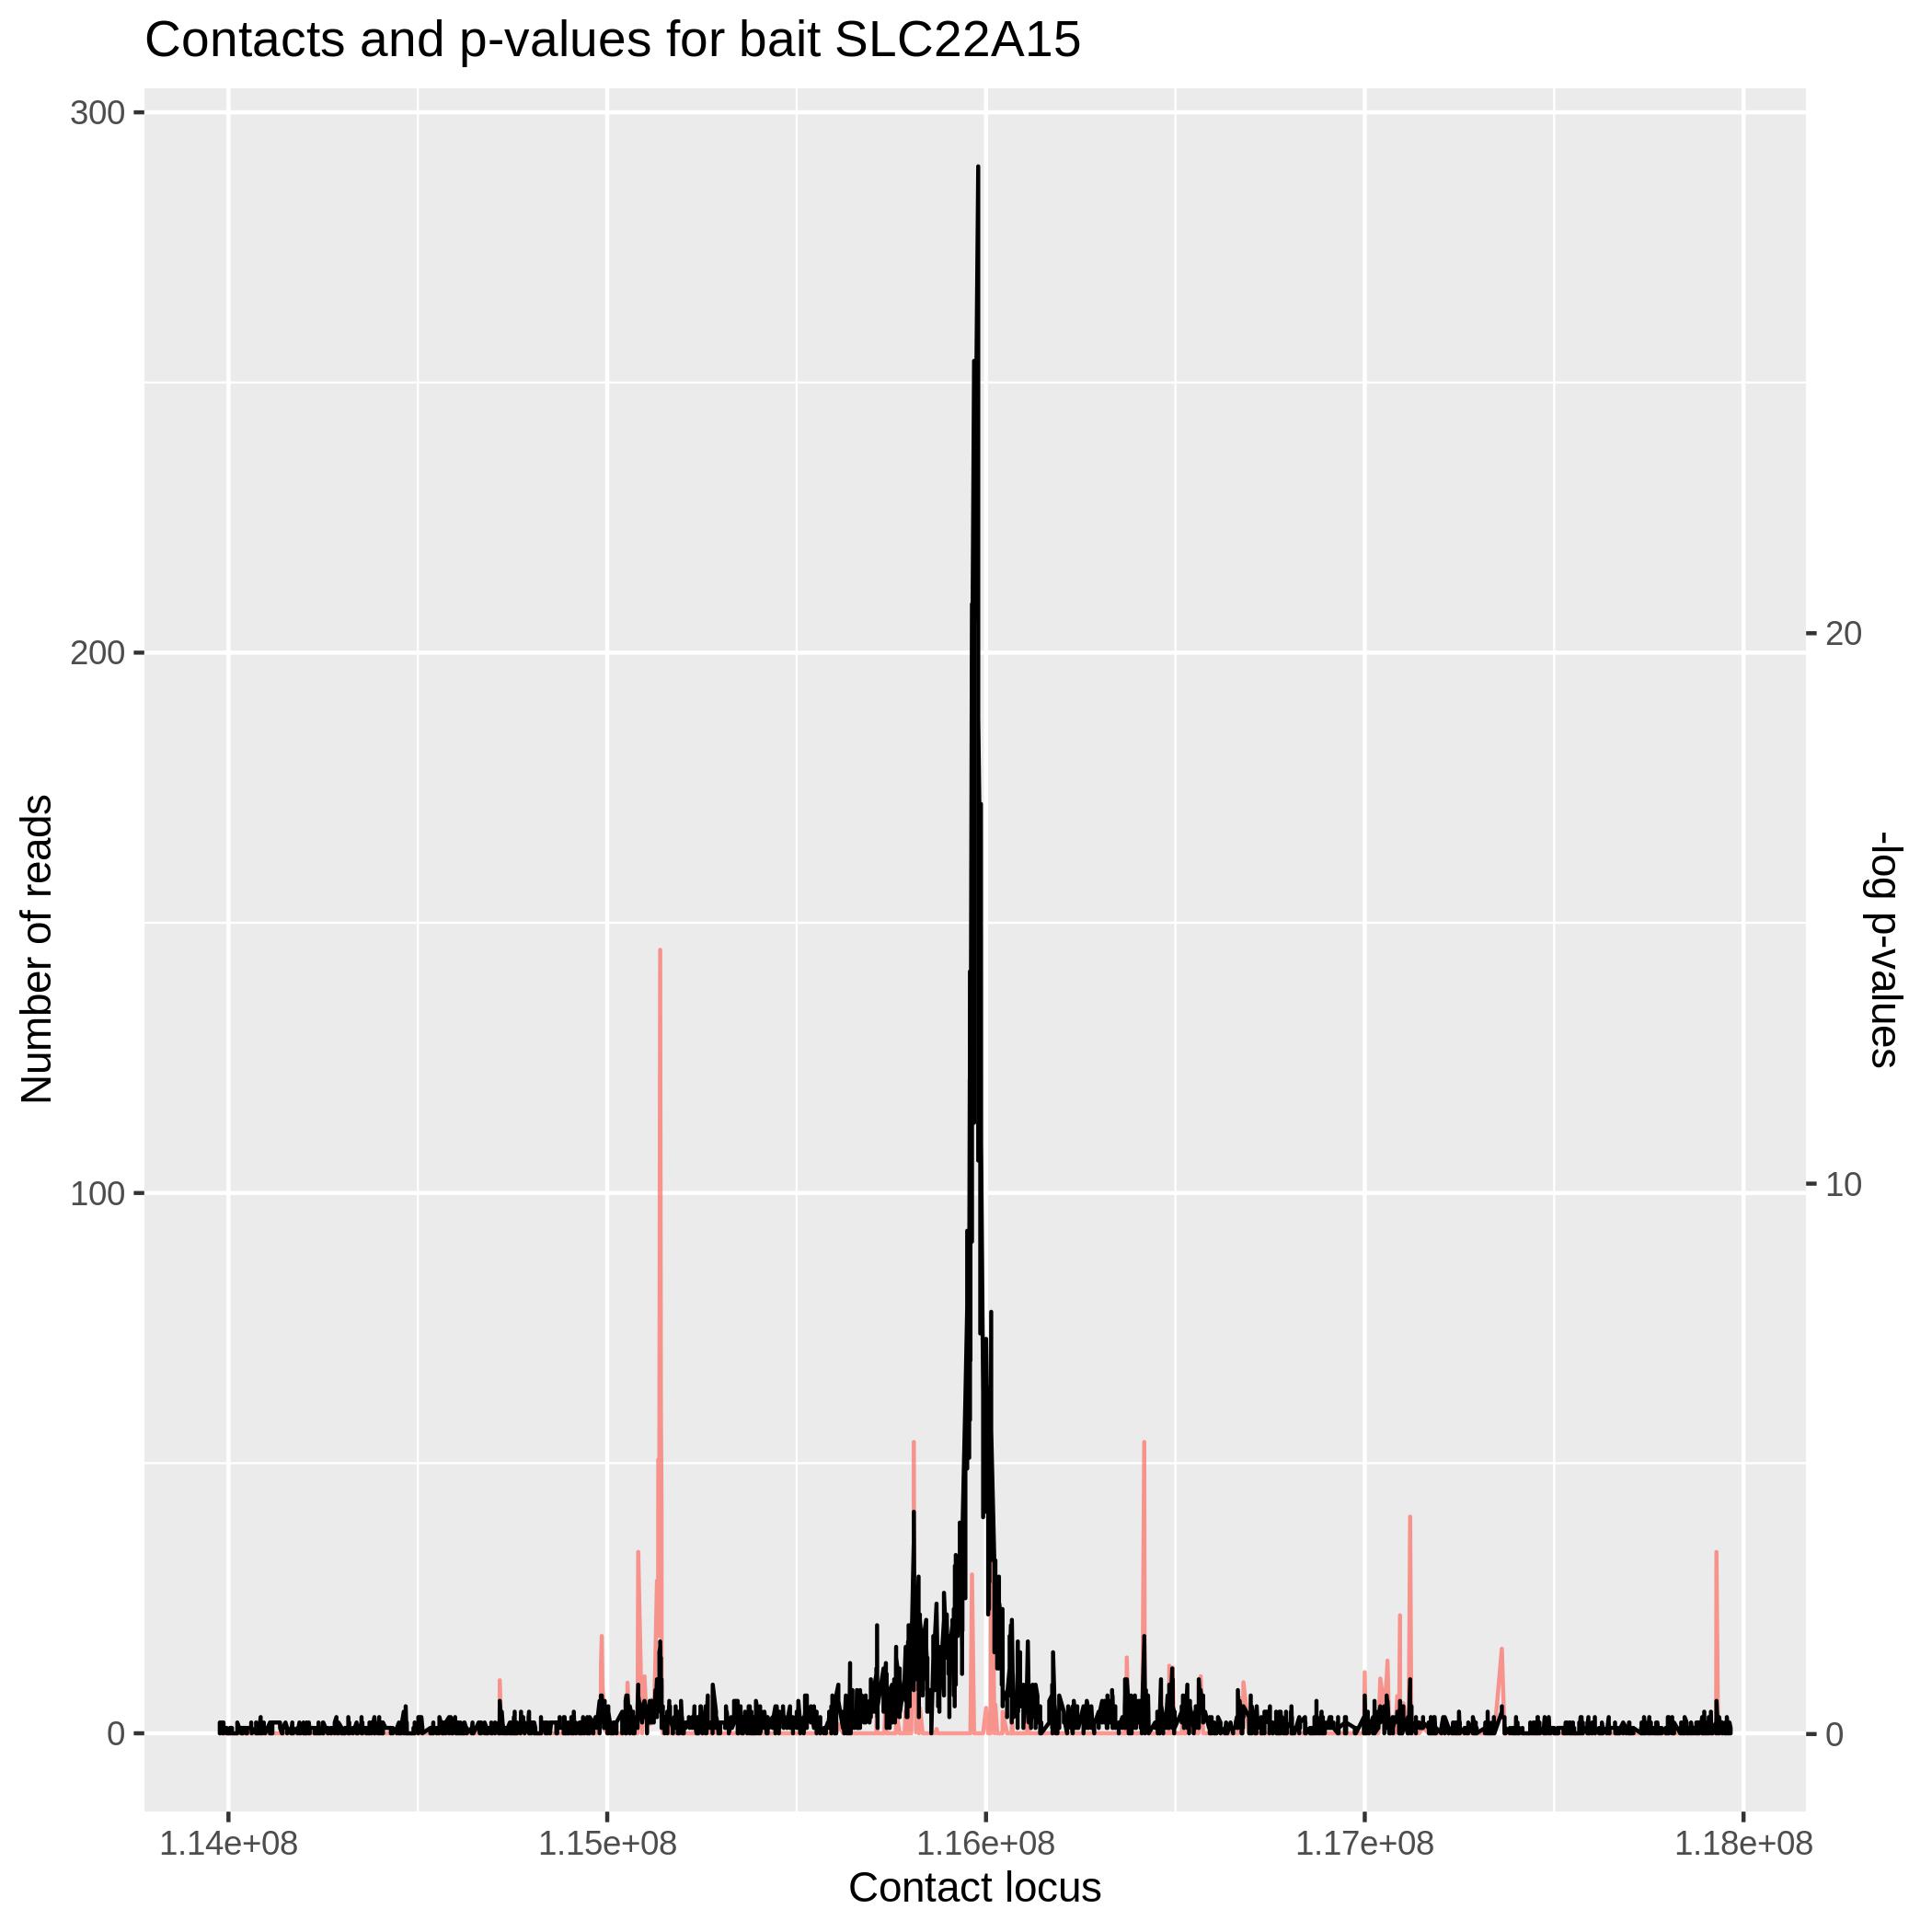 Contacts and p-values for bait SLC22A15
300
200
100
0
Number of reads
20
10
0
-log p-values
1.14e+08 1.15e+08 1.16e+08 1.17e+08 1.18e+08
Contact locus